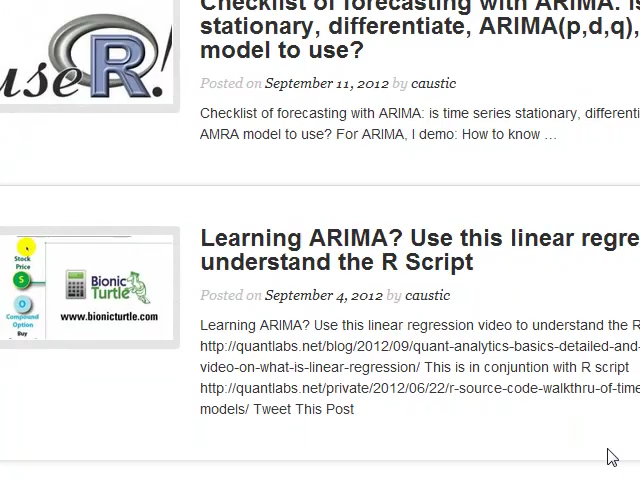 Checklist of forecasting with ARIMA: is
stationary, differentiate, ARIMA(p,d,q),
model to use?
use R!
Posted on September 11, 2012 by caustic
Checklist of forecasting with ARIMA: is time series stationary, differenti
AMRA model to use? For ARIMA, I demo: How to know …
Learning ARIMA? Use this linear regre
understand the R Script
Stock
Price
S
O
Compound
Option
Buy
Bionic
Turtle
www.bionicturtle.com
Posted on September 4, 2012 by caustic
Learning ARIMA? Use this linear regression video to understand the R
http://quantlabs.net/blog/2012/09/quant-analytics-basics-detailed-and-
video-on-what-is-linear-regression/ This is in conjuntion with R script
http://quantlabs.net/private/2012/06/22/r-source-code-walkthru-of-time
models/ Tweet This Post